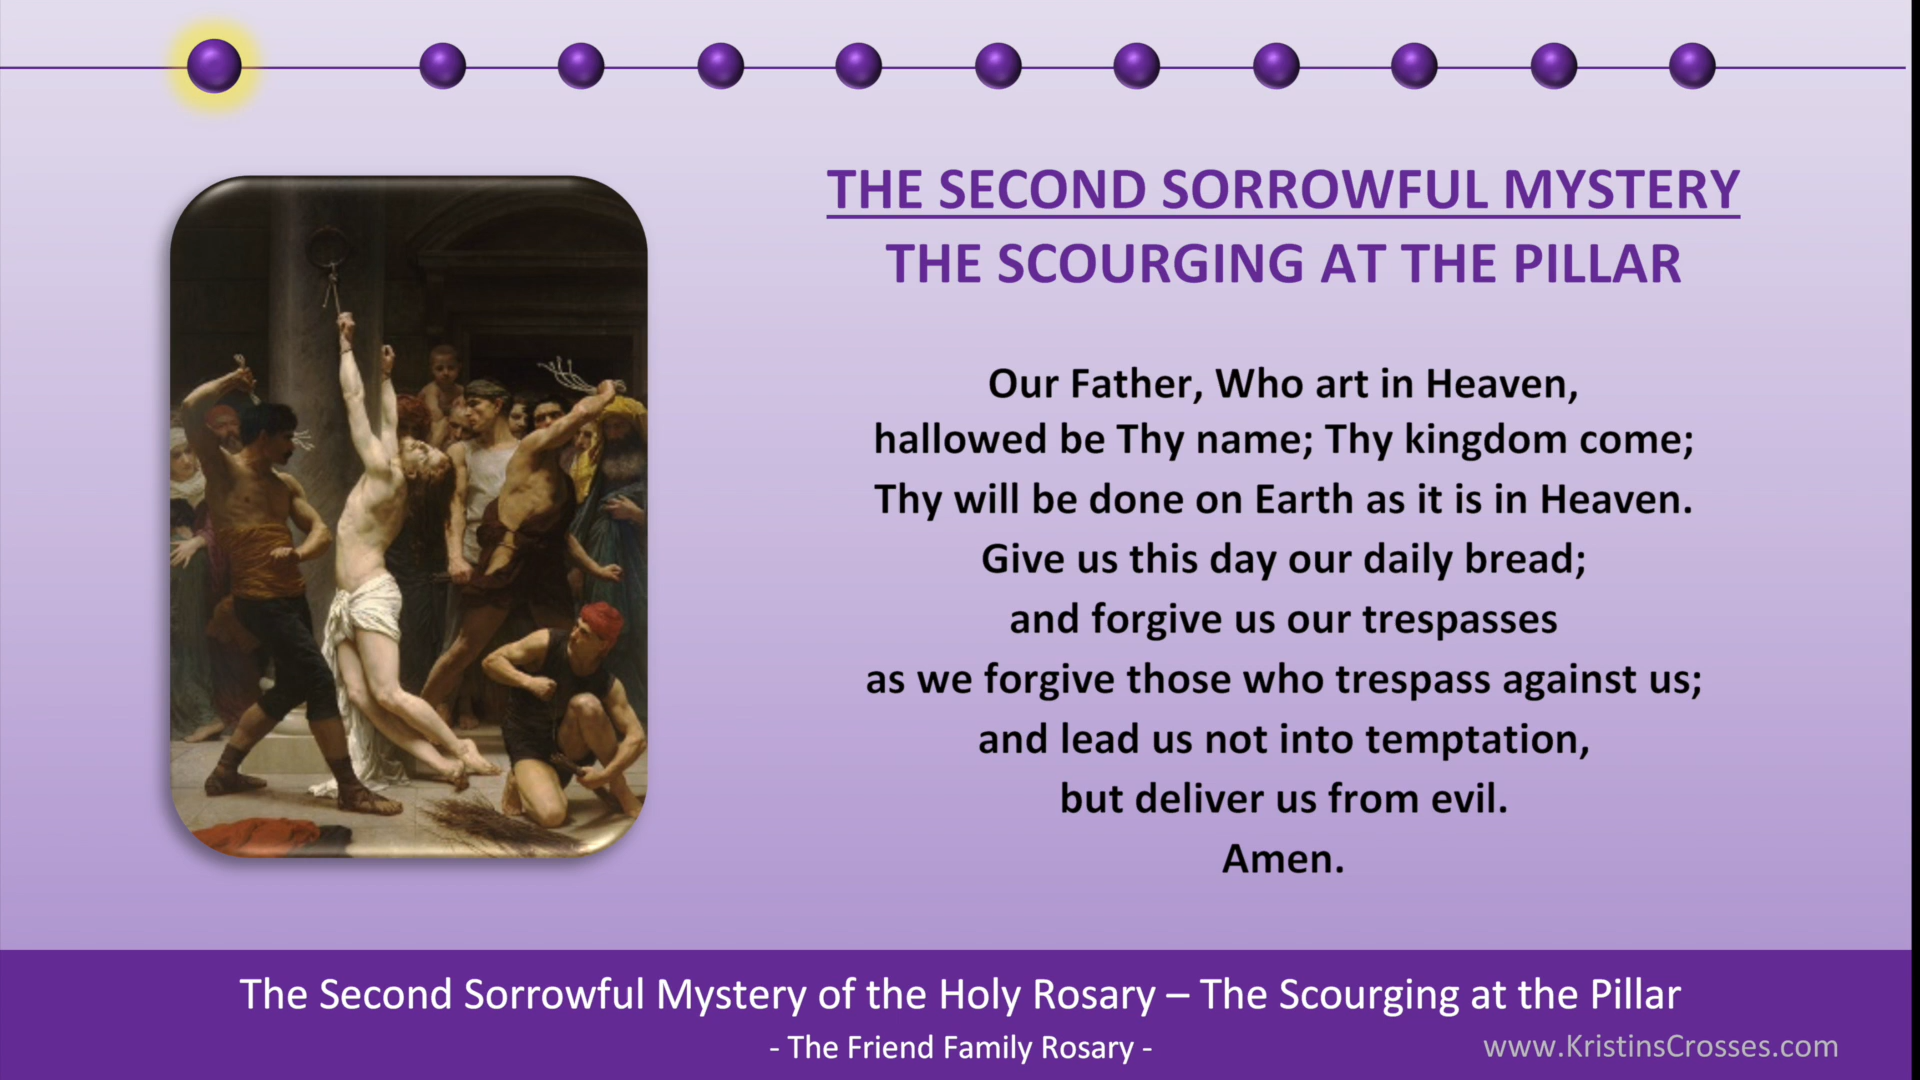 THE SECOND SORROWFUL MYSTERY
THE SCOURGING AT THE PILLAR
Our Father, Who art in Heaven,
hallowed be Thy name; Thy kingdom come;
Thy will be done on Earth as it is in Heaven.
Give us this day our daily bread;
and forgive us our trespasses
as we forgive those who trespass against us;
and lead us not into temptation,
but deliver us from evil.
Amen.
The Second Sorrowful Mystery of the Holy Rosary – The Scourging at the Pillar
- The Friend Family Rosary -
www.KristinsCrosses.com